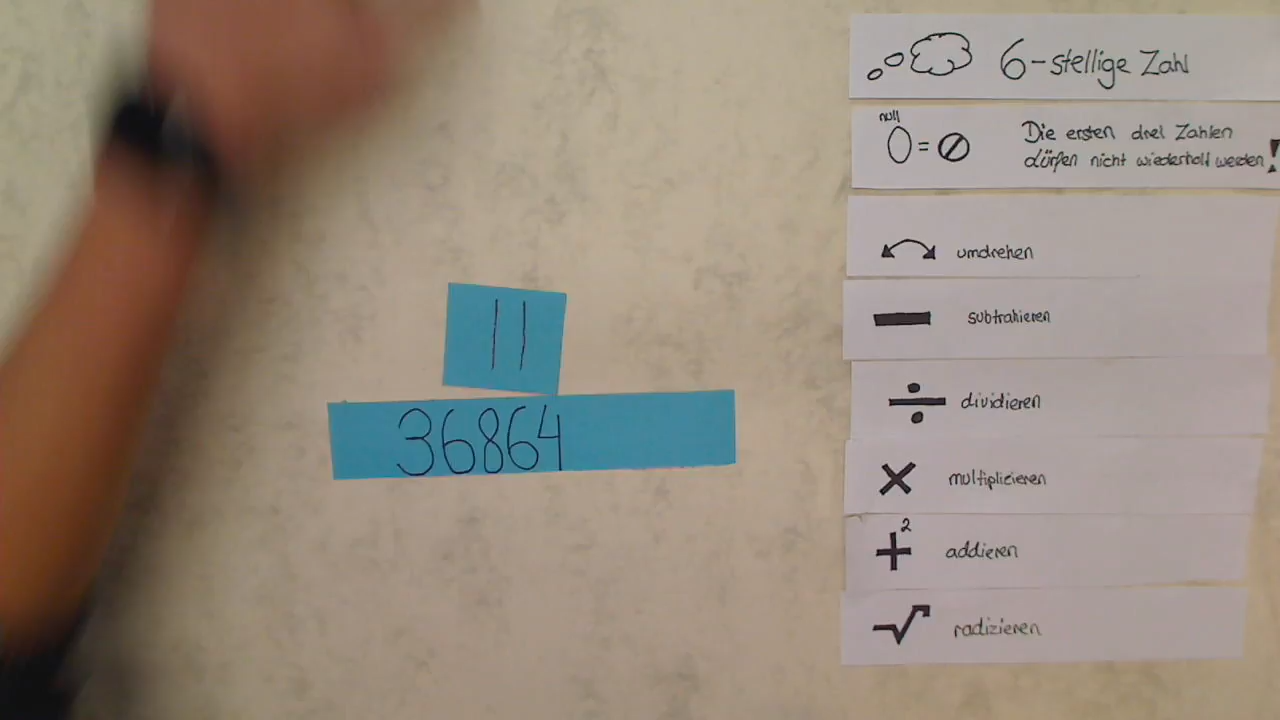 11
36864
6-stellige Zahl
null
0 = Die ersten drei Zahlen
dürfen nicht wiederholt werden!
umdrehen
− subtrahieren
÷ dividieren
× multiplizieren
+² addieren
√ radizieren